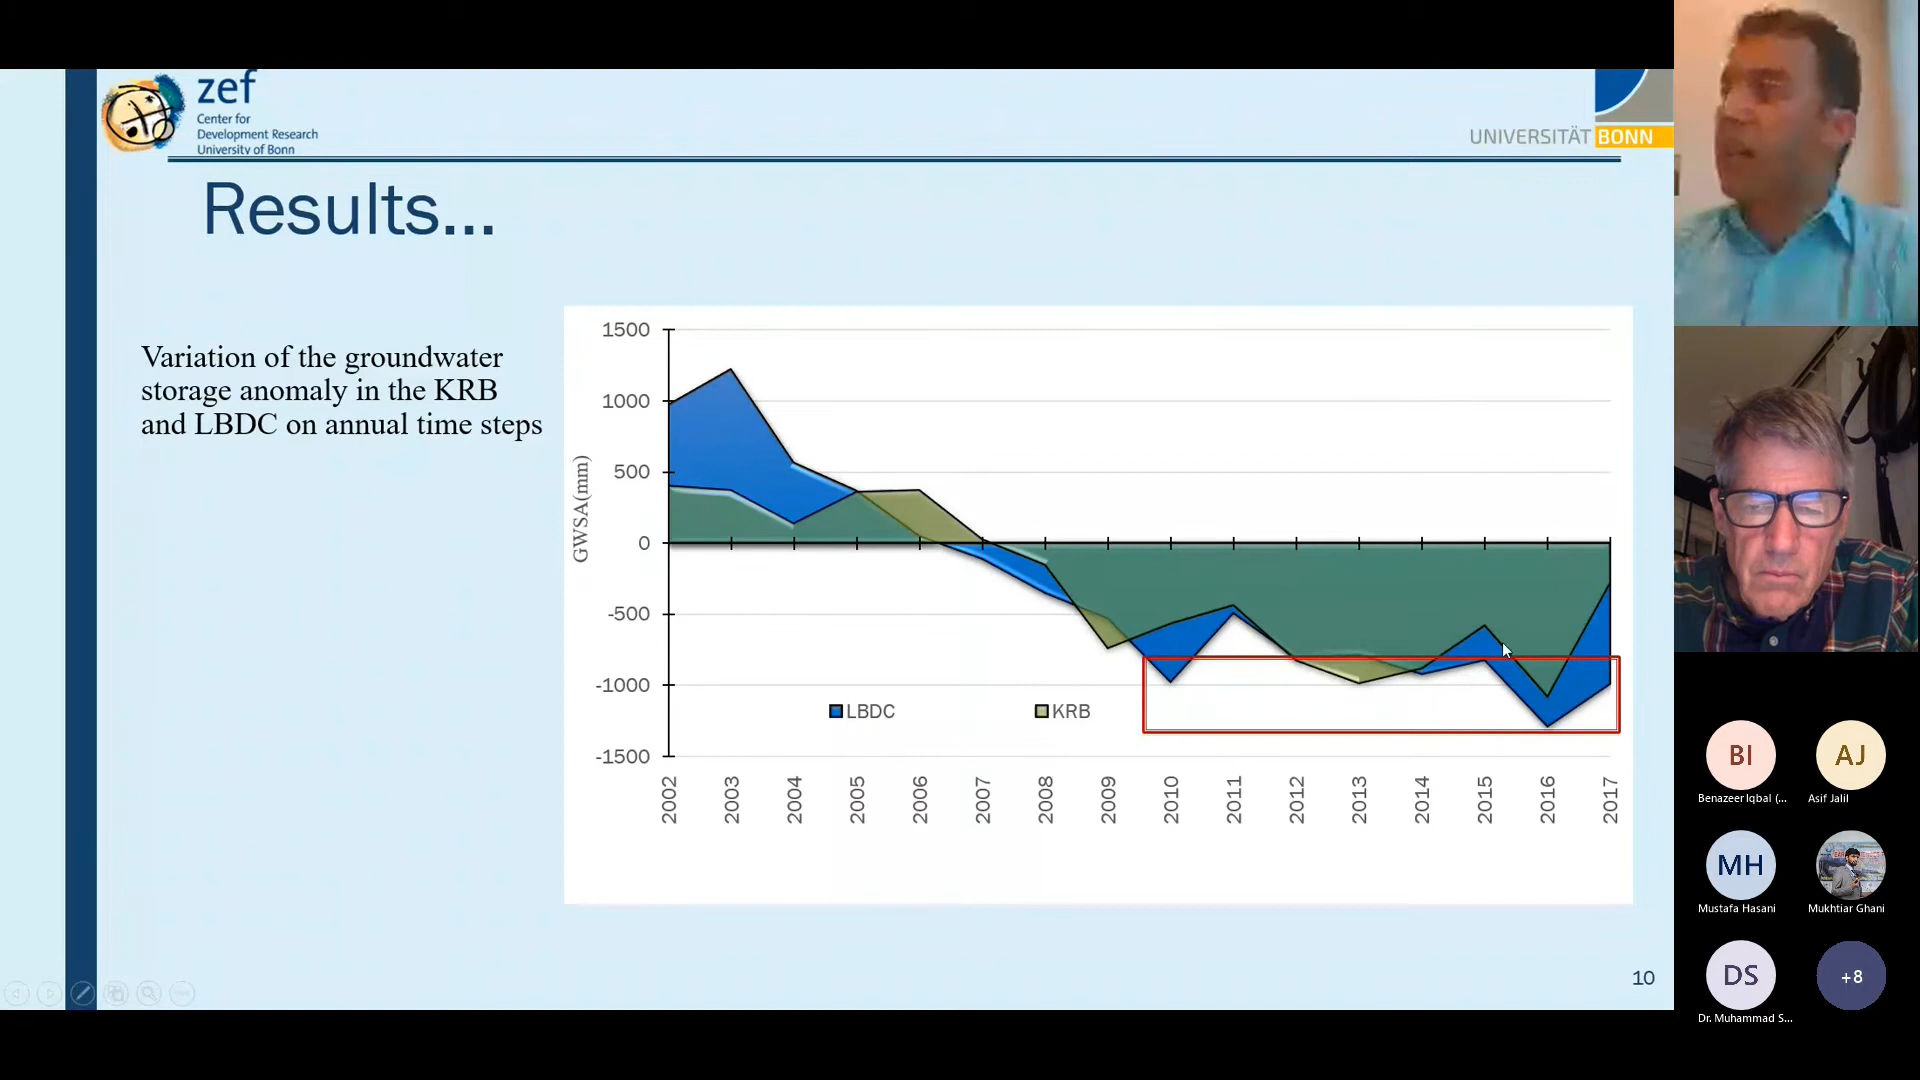 zef
Center for
Development Research
University of Bonn
UNIVERSITÄT BONN
Results...
Variation of the groundwater
storage anomaly in the KRB
and LBDC on annual time steps
GWSA(mm)
1500
1000
500
0
-500
-1000
-1500
LBDC
KRB
2002
2003
2004
2005
2006
2007
2008
2009
2010
2011
2012
2013
2014
2015
2016
2017
10
BI
Benazeer Iqbal (...
AJ
Asif Jalil
MH
Mustafa Hasani
Mukhtiar Ghani
DS
Dr. Muhammad S...
+8